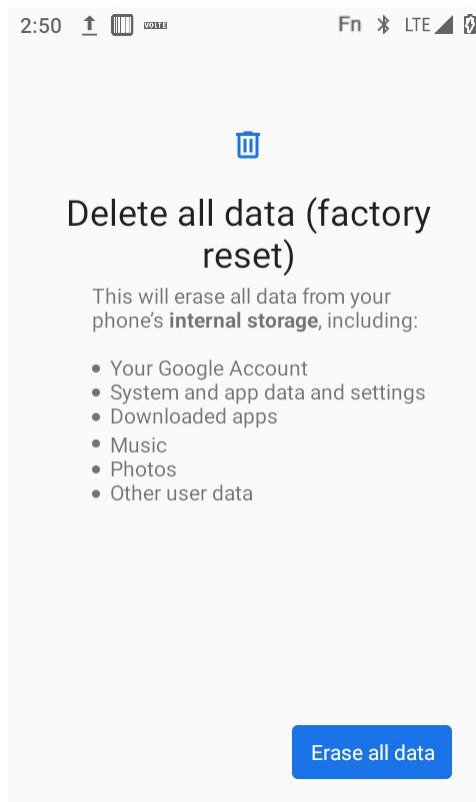 2:50 VoLTE Fn LTE
Delete all data (factory
reset)
This will erase all data from your
phone’s internal storage, including:
• Your Google Account
• System and app data and settings
• Downloaded apps
• Music
• Photos
• Other user data
Erase all data